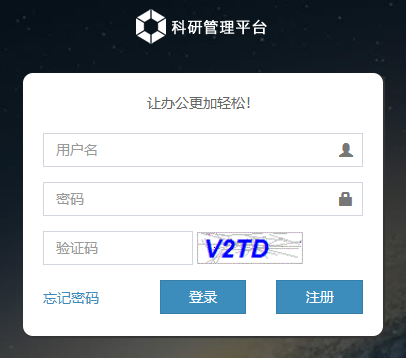 科研管理平台
让办公更加轻松！
用户名
密码
验证码 V2TD
忘记密码 登录 注册